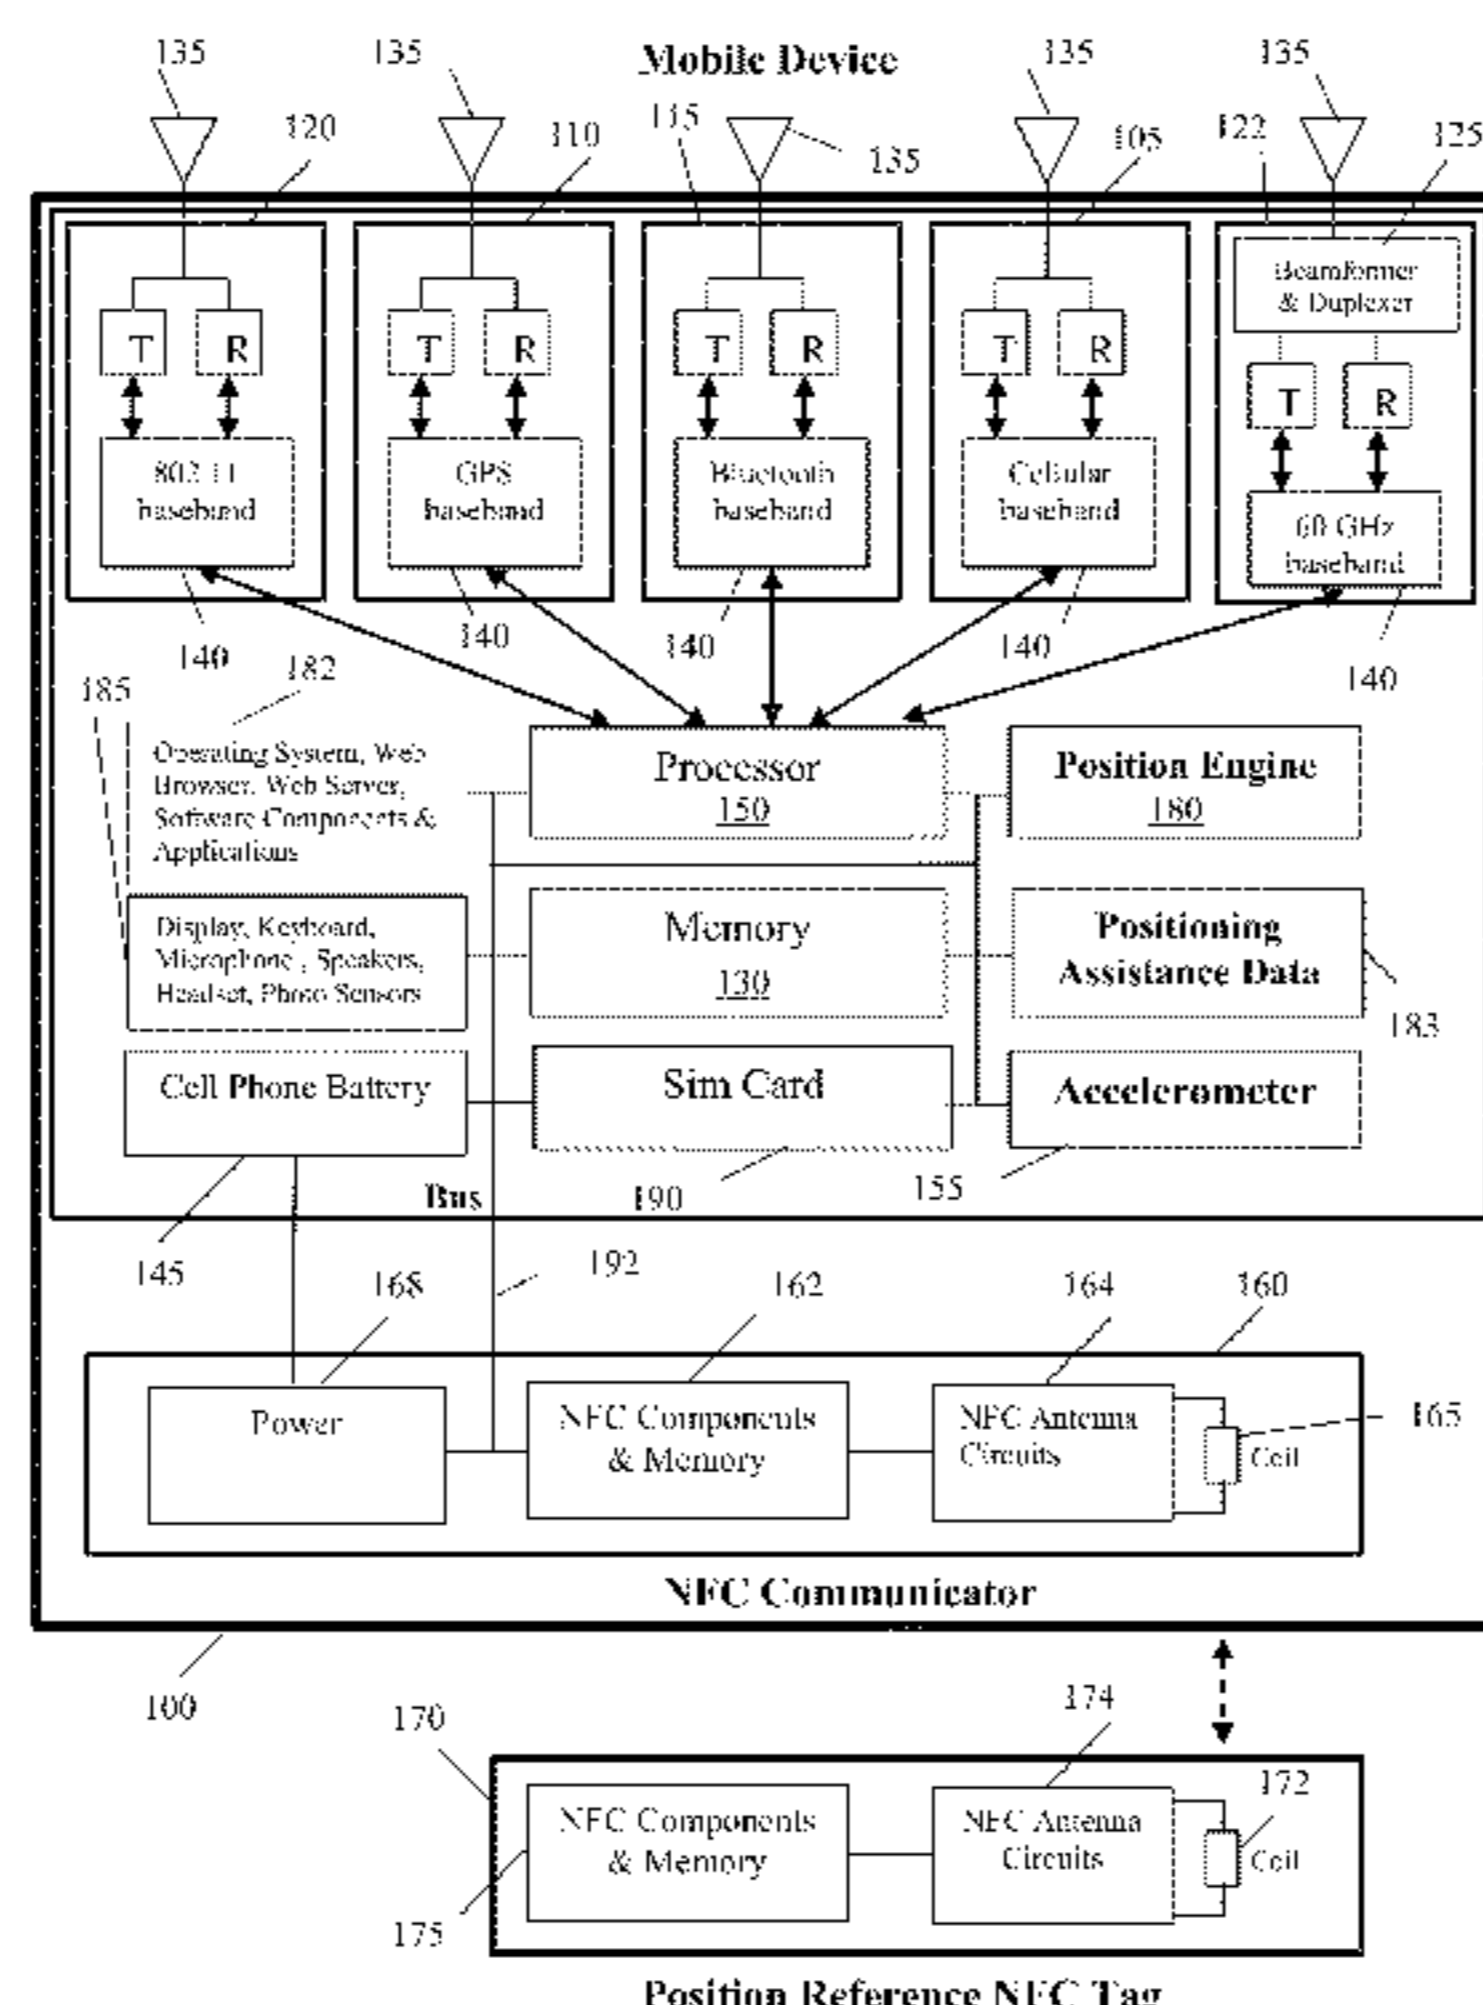 Mobile Device
135
135
135
135
135
120
110
115
105
122
125
Beamformer
& Duplexer
T
R
T
R
T
R
T
R
T
R
802.11
baseband
GPS
baseband
Bluetooth
baseband
Cellular
baseband
60 GHz
baseband
140
140
140
140
140
185
182
Operating System, Web
Browser, Web Server,
Software Components &
Applications
Processor
150
Position Engine
180
Display, Keyboard,
Microphone , Speakers,
Headset, Photo Sensors
Memory
130
Positioning
Assistance Data
183
Cell Phone Battery
Sim Card
Accelerometer
Bus
190
155
145
168
192
162
164
160
Power
NFC Components
& Memory
NFC Antenna
Circuits
Coil
165
NFC Communicator
100
170
174
172
NFC Components
& Memory
NFC Antenna
Circuits
Coil
175
Position Reference NFC Tag